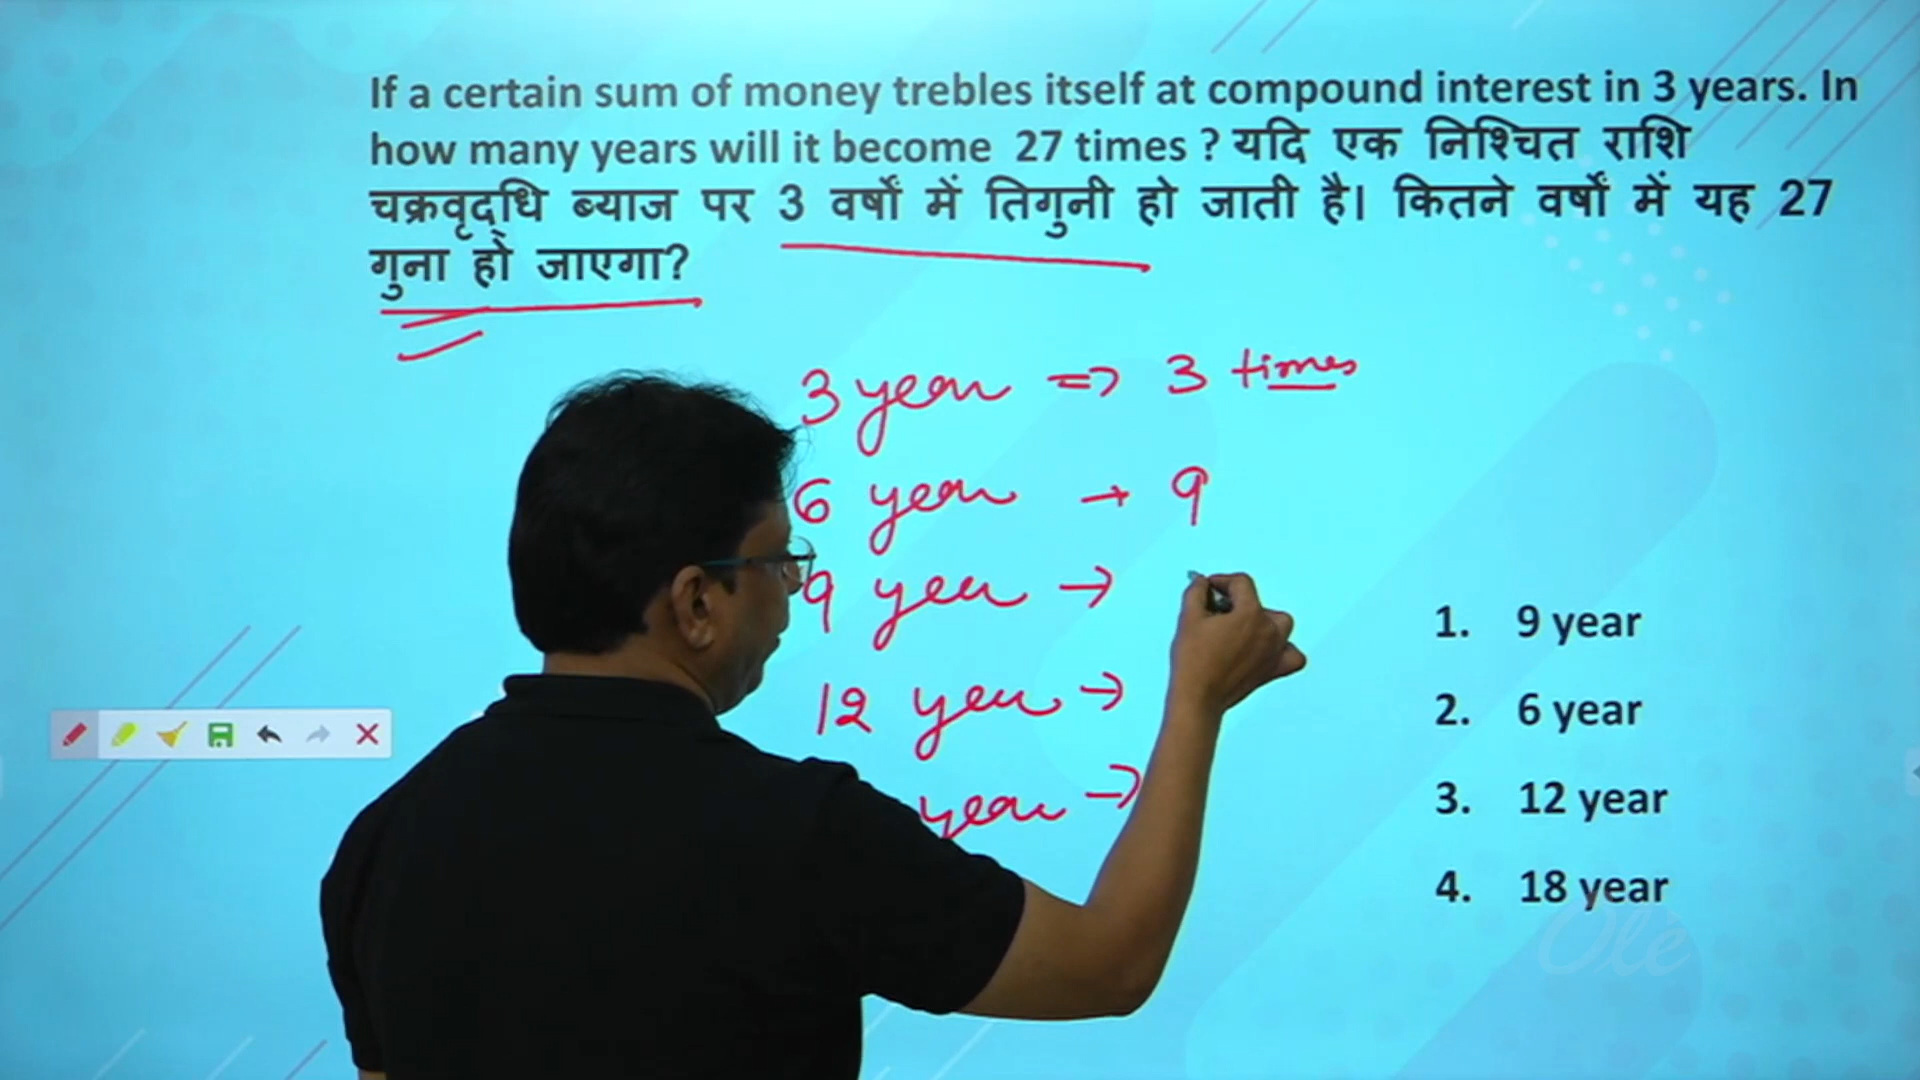 If a certain sum of money trebles itself at compound interest in 3 years. In
how many years will it become 27 times ? यदि एक निश्चित राशि
चक्रवृद्धि ब्याज पर 3 वर्षों में तिगुनी हो जाती है। कितने वर्षों में यह 27
गुना हो जाएगा?
3 year => 3 times
6 year → 9
9 year →
12 year →
year →
1. 9 year
2. 6 year
3. 12 year
4. 18 year
Ole